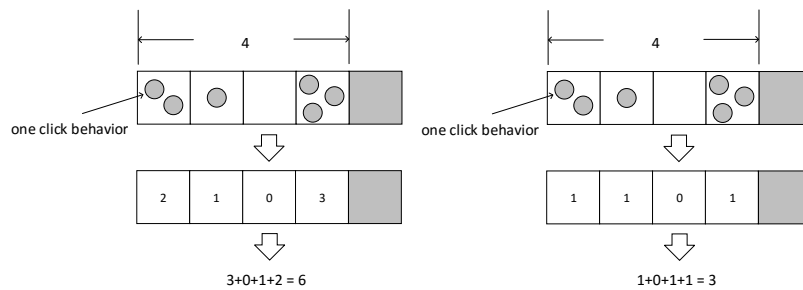 4
one click behavior
2 1 0 3
3+0+1+2 = 6
4
one click behavior
1 1 0 1
1+0+1+1 = 3